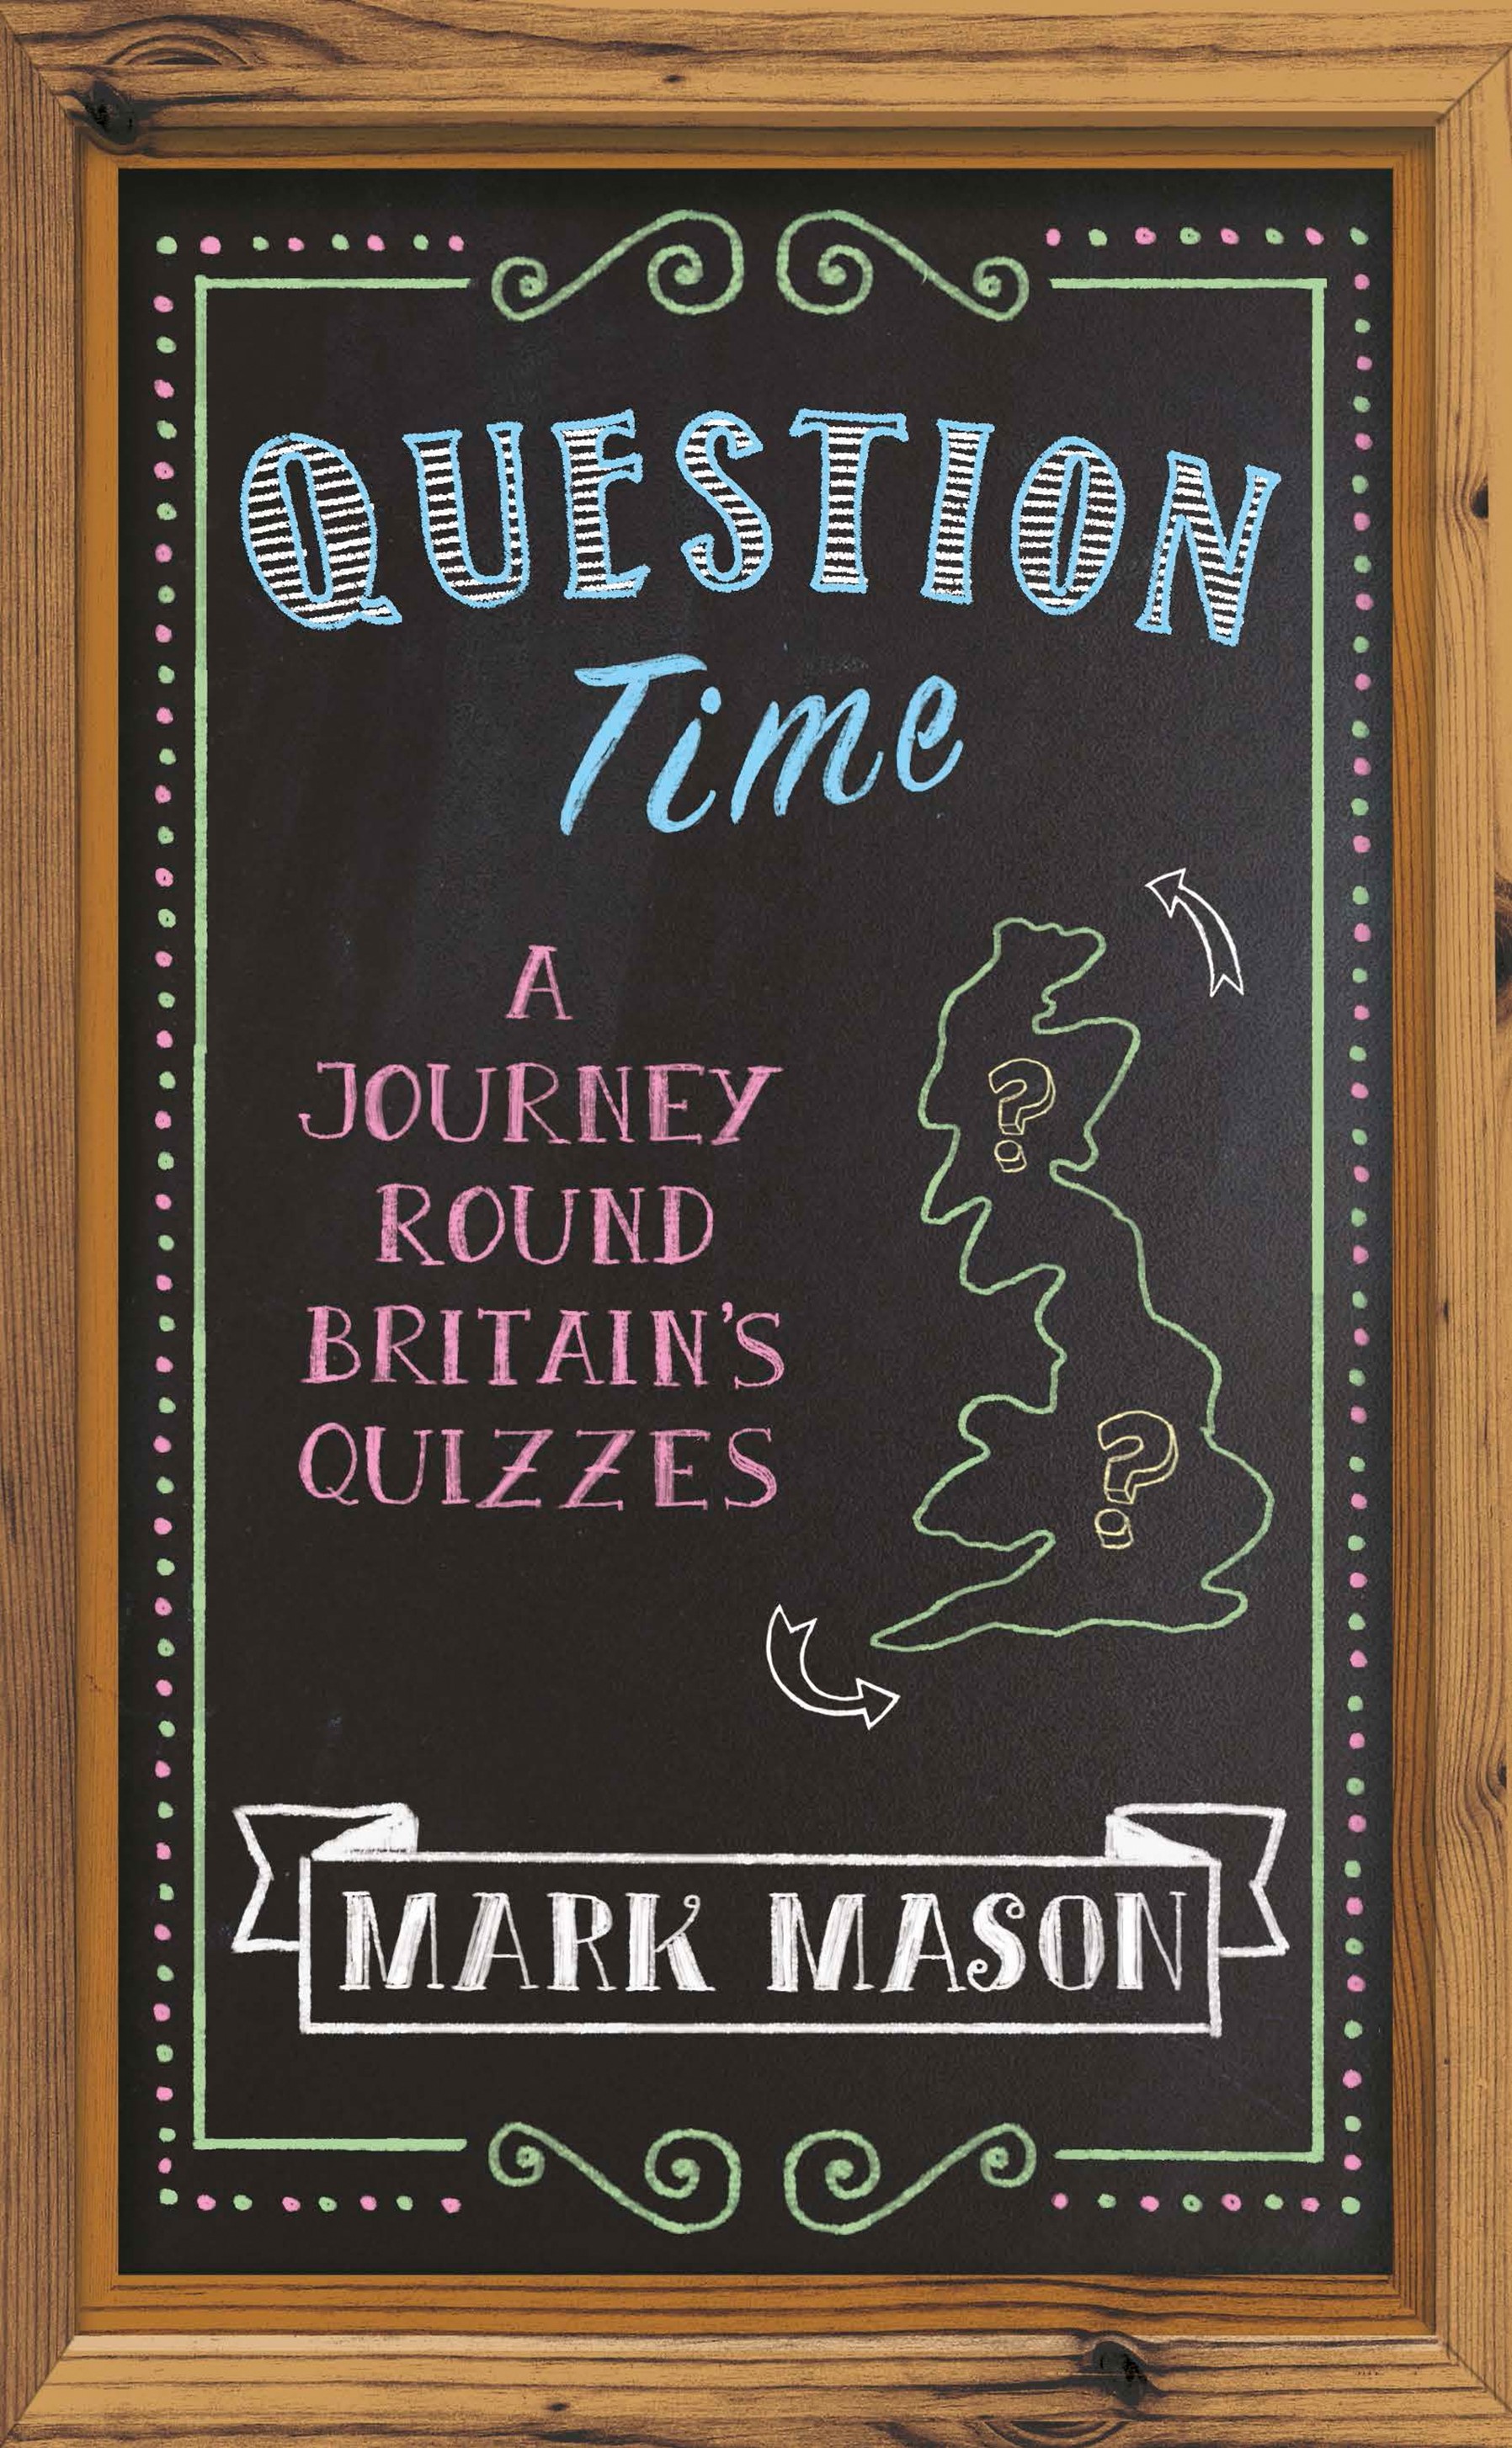 QUESTION
Time
A
JOURNEY
ROUND
BRITAIN'S
QUIZZES
?
?
MARK MASON